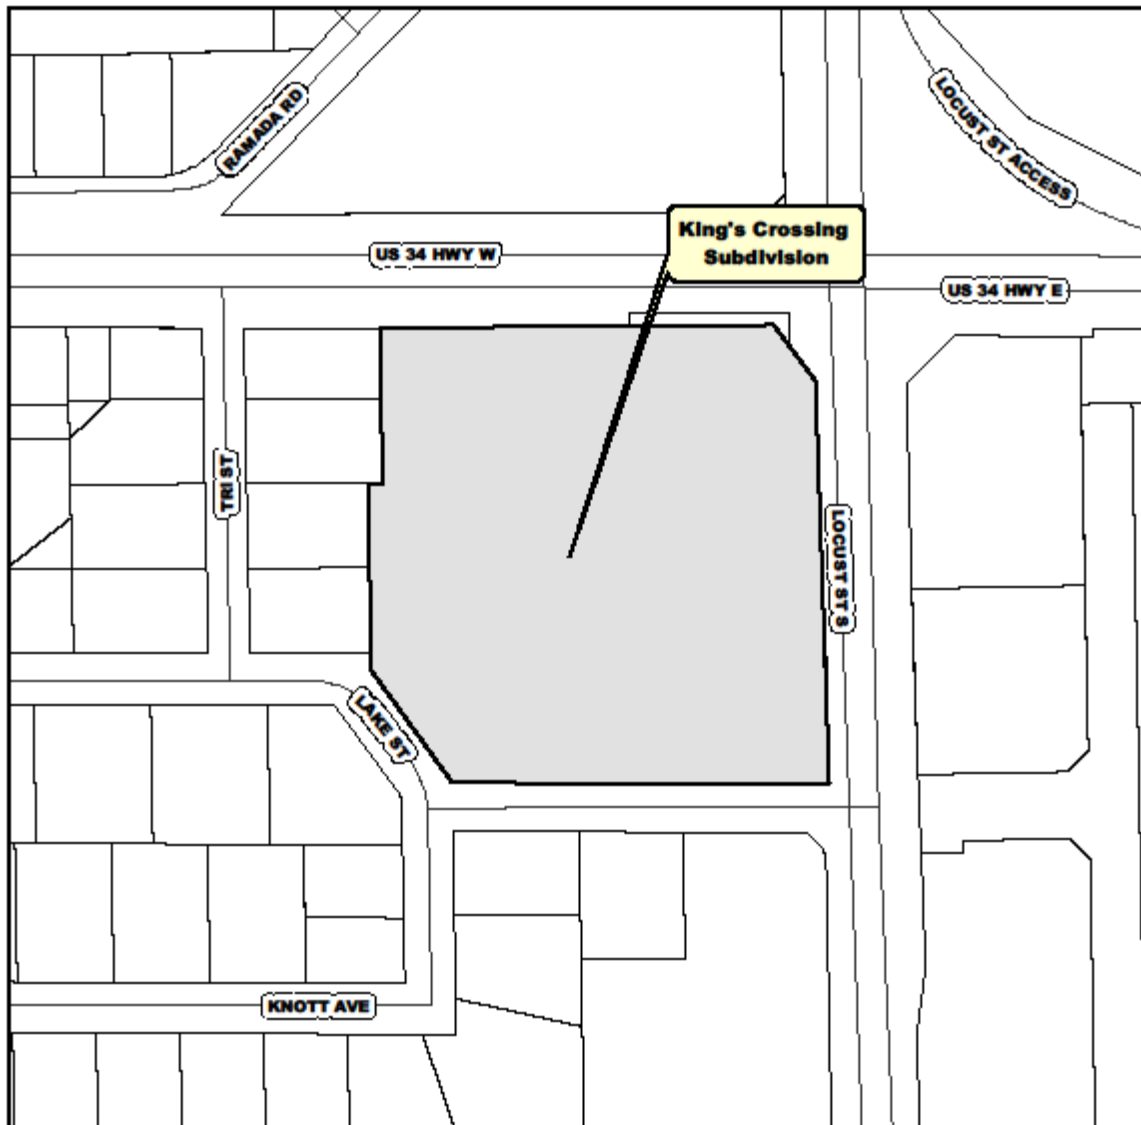 RAMADA RD
LOCUST ST ACCESS
King's Crossing
Subdivision
US 34 HWY W
US 34 HWY E
TRI ST
LOCUST ST S
LAKE ST
KNOTT AVE